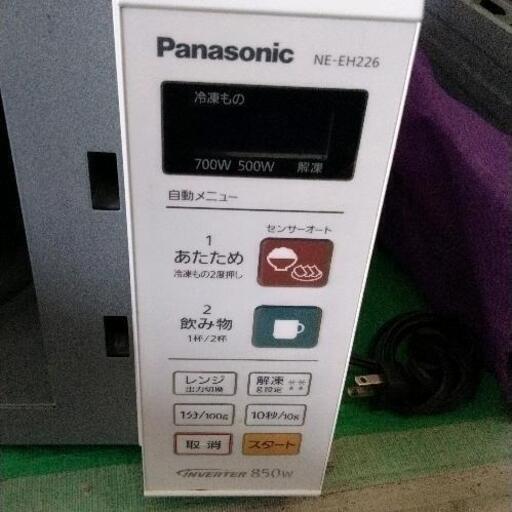 Panasonic NE-EH226
冷凍もの
700W 500W 解凍
自動メニュー
センサーオート
1
あたため
冷凍もの2度押し
2
飲み物
1杯/2杯
レンジ
出力切換
解凍
g設定
1分/100g
10秒/10g
取消
スタート
INVERTER 850W